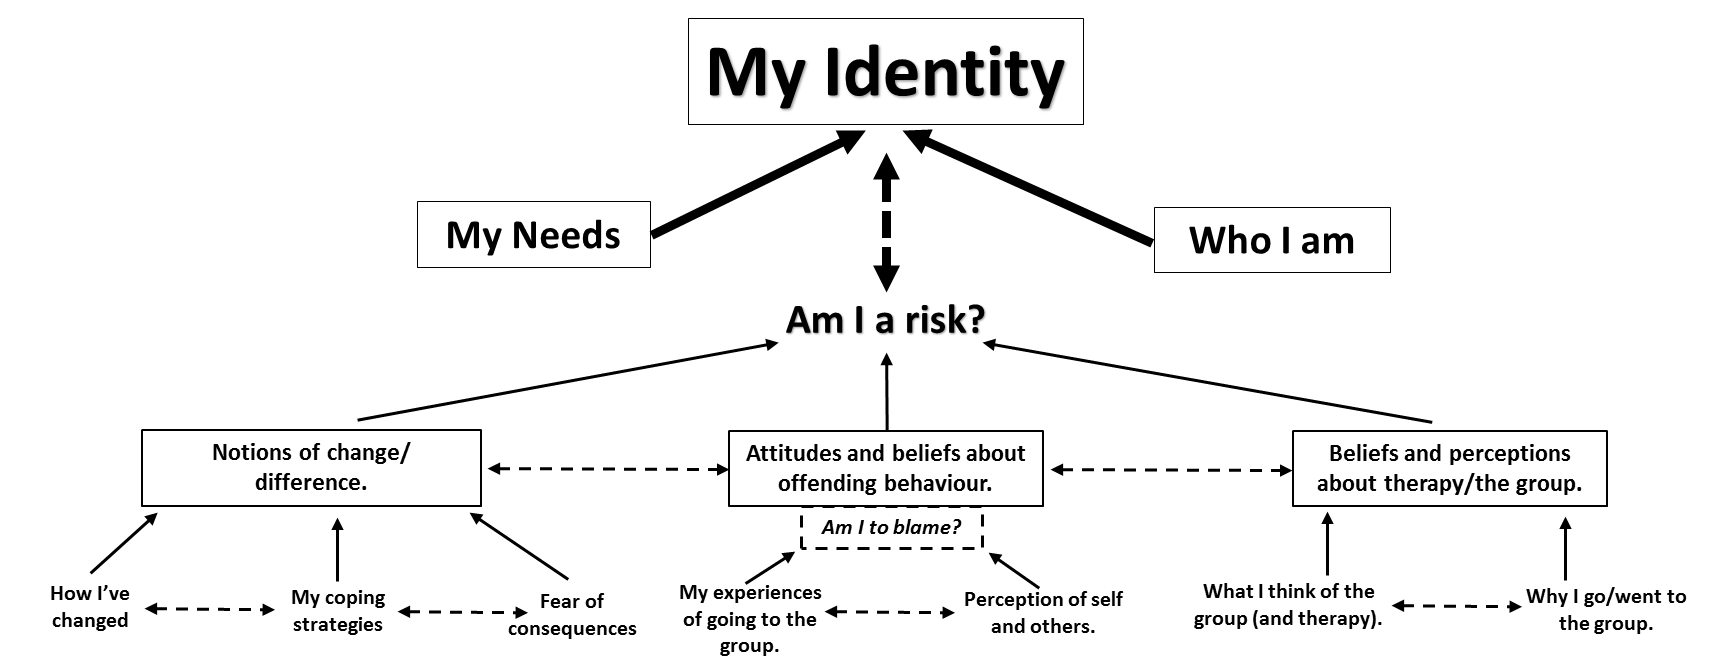 My Identity
My Needs
Who I am
Am I a risk?
Notions of change/
difference.
Attitudes and beliefs about
offending behaviour.
Beliefs and perceptions
about therapy/the group.
Am I to blame?
How I've
changed
My coping
strategies
Fear of
consequences
My experiences
of going to the
group.
Perception of self
and others.
What I think of the
group (and therapy).
Why I go/went to
the group.